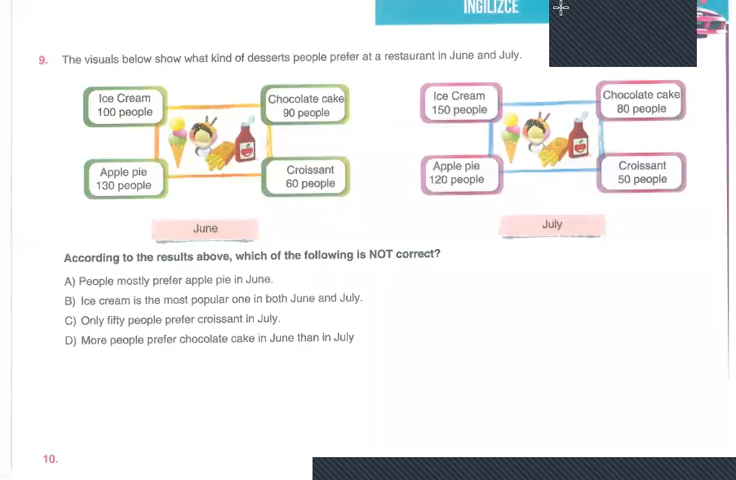 İNGİLİZCE
9. The visuals below show what kind of desserts people prefer at a restaurant in June and July.
Ice Cream
100 people
Chocolate cake
90 people
Apple pie
130 people
Croissant
60 people
June
Ice Cream
150 people
Chocolate cake
80 people
Apple pie
120 people
Croissant
50 people
July
According to the results above, which of the following is NOT correct?
A) People mostly prefer apple pie in June.
B) Ice cream is the most popular one in both June and July.
C) Only fifty people prefer croissant in July.
D) More people prefer chocolate cake in June than in July
10.